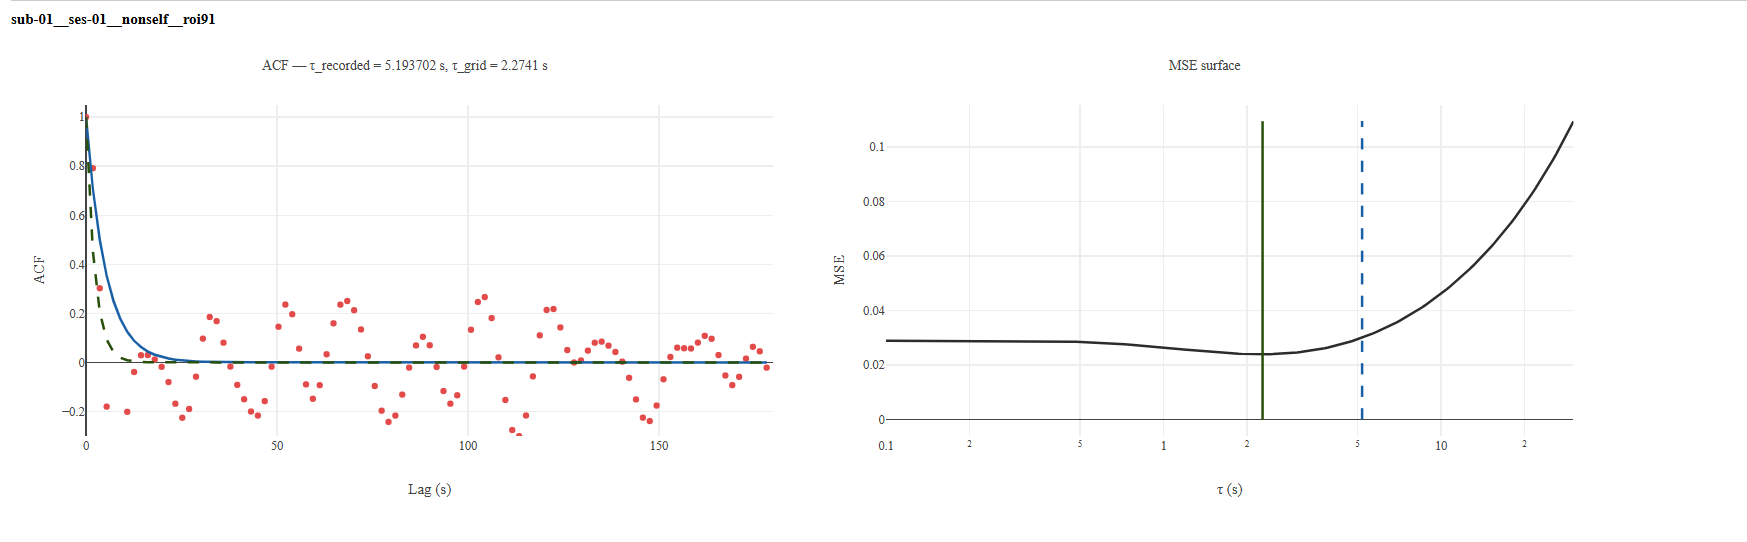 sub-01__ses-01__nonself__roi91
ACF — τ_recorded = 5.193702 s, τ_grid = 2.2741 s
1
0.8
0.6
0.4
0.2
0
−0.2
ACF
0 50 100 150
Lag (s)
MSE surface
0.1
0.08
0.06
0.04
0.02
0
MSE
0.1 2 5 1 2 5 10 2
τ (s)